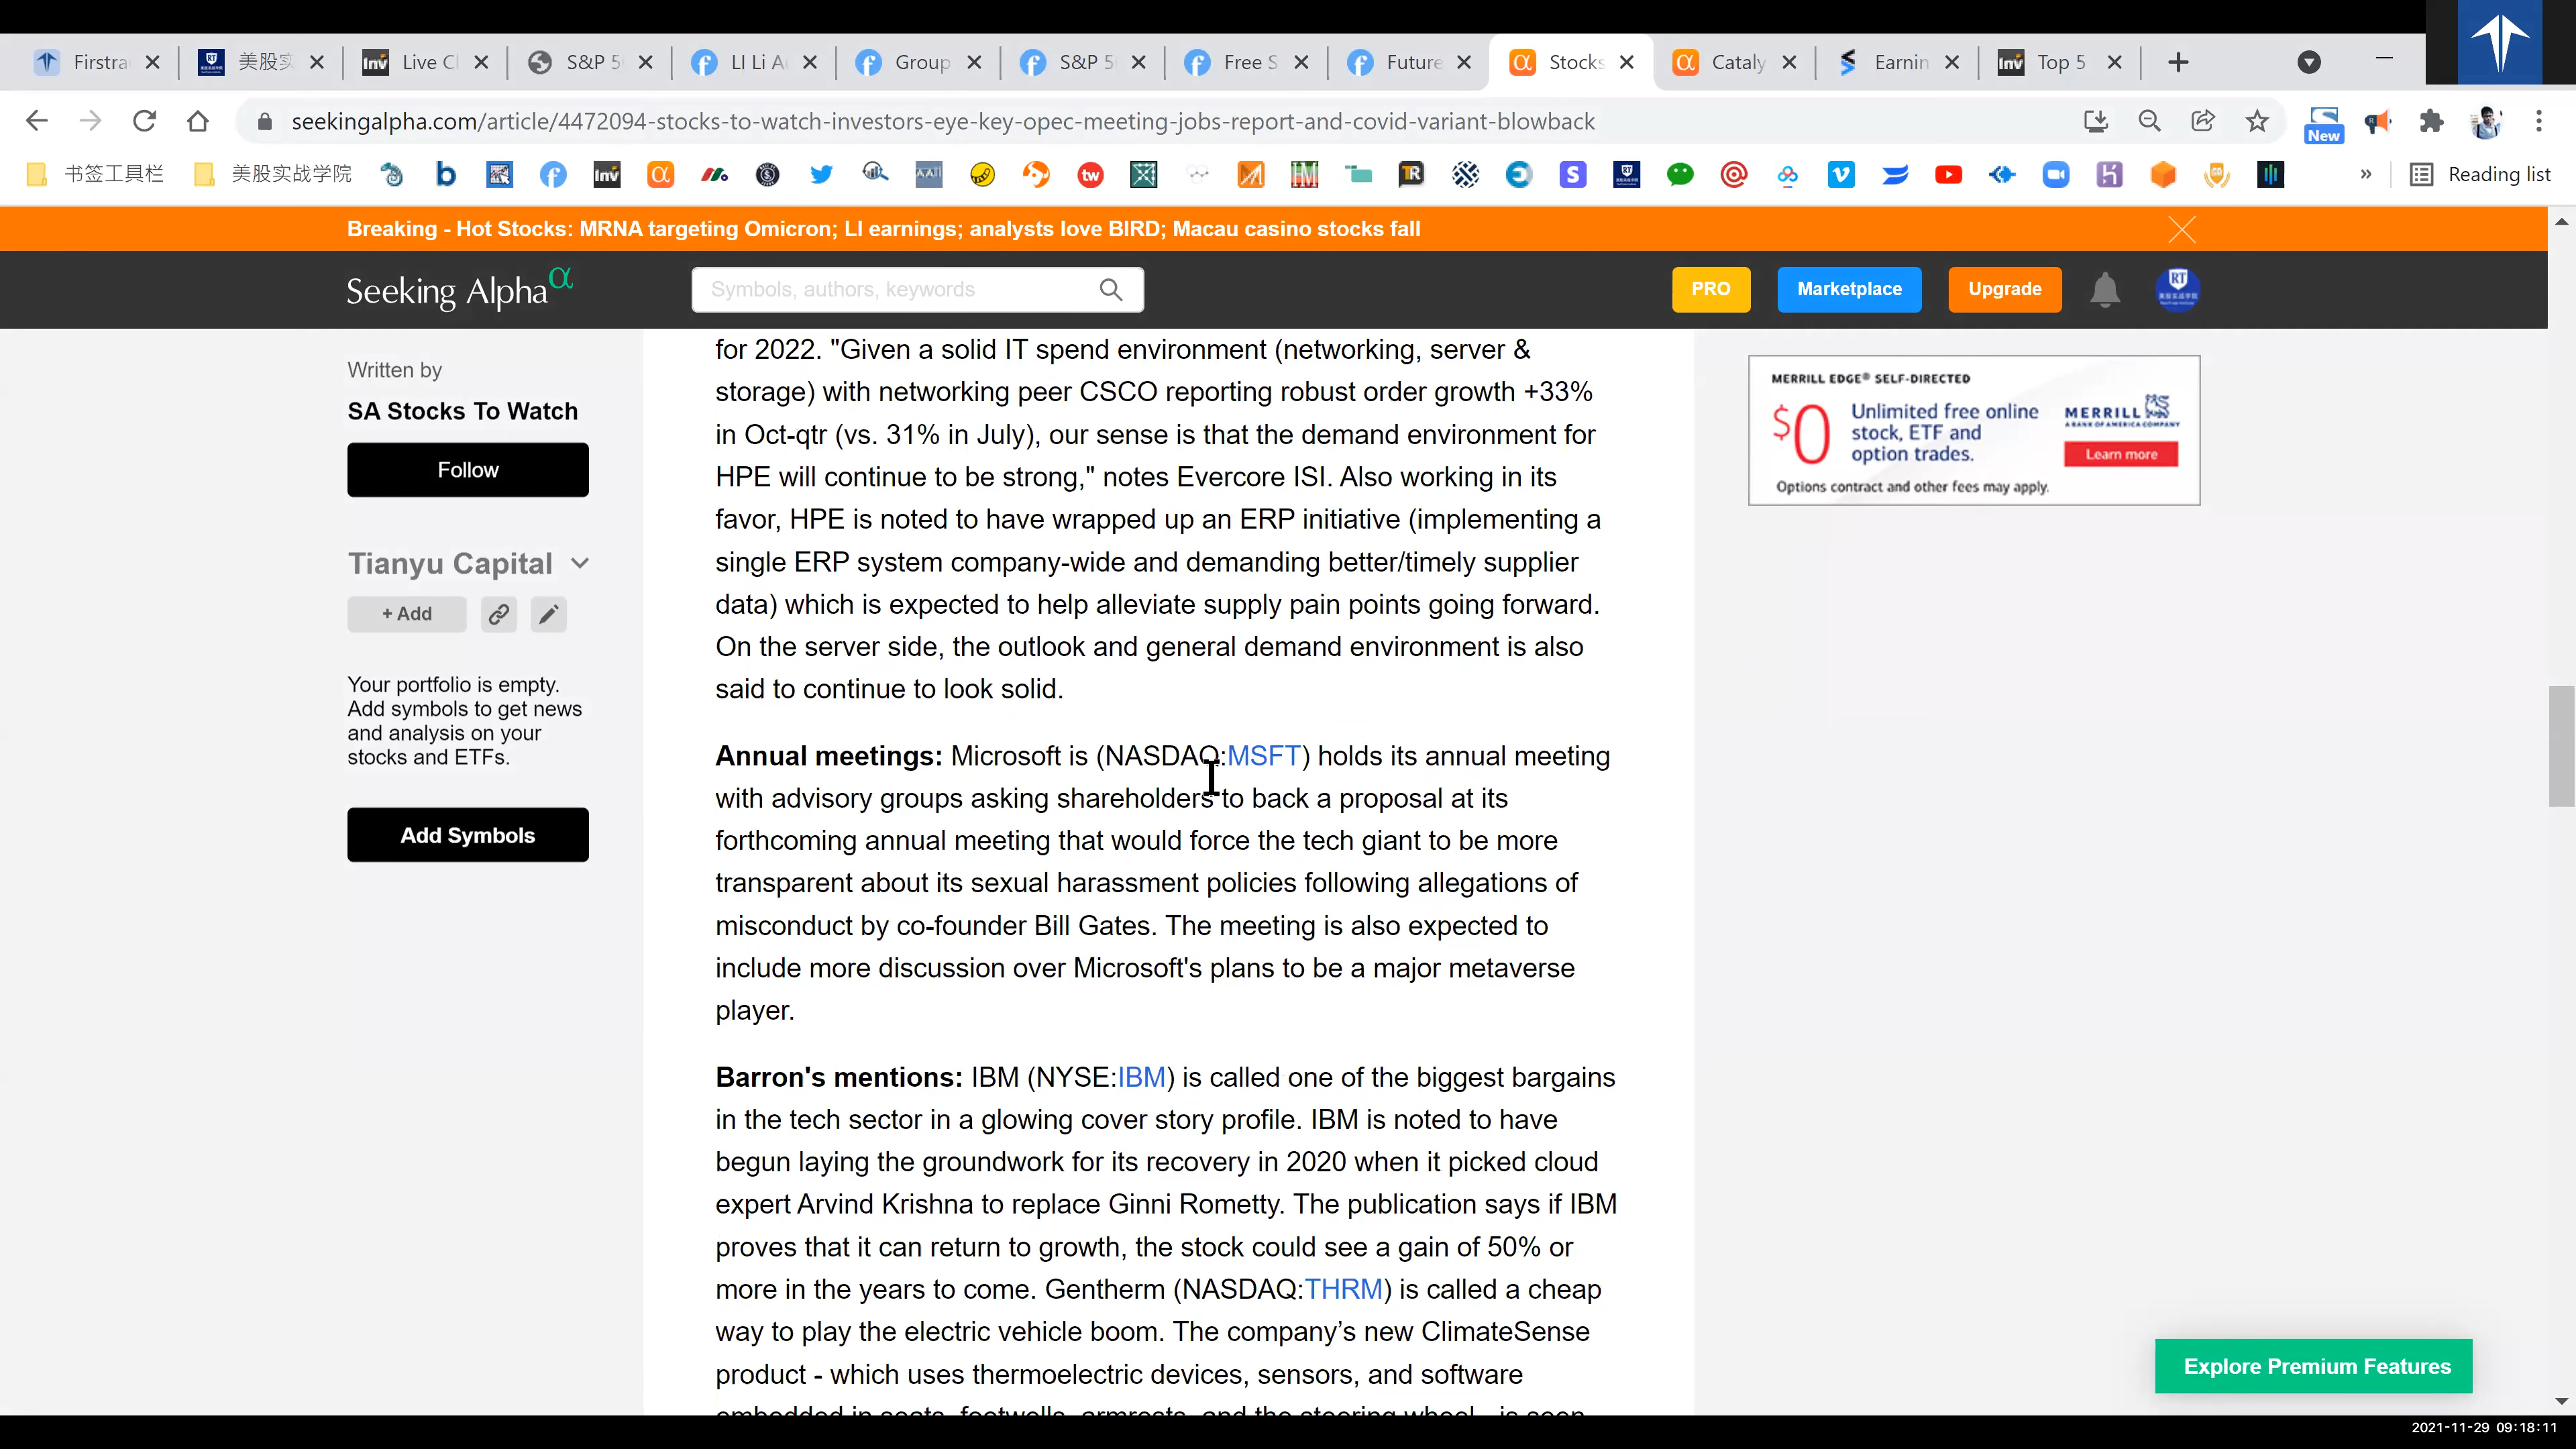 Firstra
美股实
Live C
S&P 5
LI Li A
Group
S&P 5
Free S
Future
Stocks
Cataly
Earnin
Top 5
seekingalpha.com/article/4472094-stocks-to-watch-investors-eye-key-opec-meeting-jobs-report-and-covid-variant-blowback
New
书签工具栏
美股实战学院
Reading list
Breaking - Hot Stocks: MRNA targeting Omicron; LI earnings; analysts love BIRD; Macau casino stocks fall
Seeking Alpha α
Symbols, authors, keywords
PRO
Marketplace
Upgrade
Written by
SA Stocks To Watch
Follow
Tianyu Capital
+ Add
Your portfolio is empty.
Add symbols to get news
and analysis on your
stocks and ETFs.
Add Symbols
for 2022. "Given a solid IT spend environment (networking, server &
storage) with networking peer CSCO reporting robust order growth +33%
in Oct-qtr (vs. 31% in July), our sense is that the demand environment for
HPE will continue to be strong," notes Evercore ISI. Also working in its
favor, HPE is noted to have wrapped up an ERP initiative (implementing a
single ERP system company-wide and demanding better/timely supplier
data) which is expected to help alleviate supply pain points going forward.
On the server side, the outlook and general demand environment is also
said to continue to look solid.
Annual meetings: Microsoft is (NASDAQ:MSFT) holds its annual meeting
with advisory groups asking shareholders to back a proposal at its
forthcoming annual meeting that would force the tech giant to be more
transparent about its sexual harassment policies following allegations of
misconduct by co-founder Bill Gates. The meeting is also expected to
include more discussion over Microsoft's plans to be a major metaverse
player.
Barron's mentions: IBM (NYSE:IBM) is called one of the biggest bargains
in the tech sector in a glowing cover story profile. IBM is noted to have
begun laying the groundwork for its recovery in 2020 when it picked cloud
expert Arvind Krishna to replace Ginni Rometty. The publication says if IBM
proves that it can return to growth, the stock could see a gain of 50% or
more in the years to come. Gentherm (NASDAQ:THRM) is called a cheap
way to play the electric vehicle boom. The company’s new ClimateSense
product - which uses thermoelectric devices, sensors, and software
embedded in seats, footwells, armrests, and the steering wheel - is seen
MERRILL EDGE® SELF-DIRECTED
$0
Unlimited free online
stock, ETF and
option trades.
MERRILL
A BANK OF AMERICA COMPANY
Learn more
Options contract and other fees may apply.
Explore Premium Features
2021-11-29 09:18:11